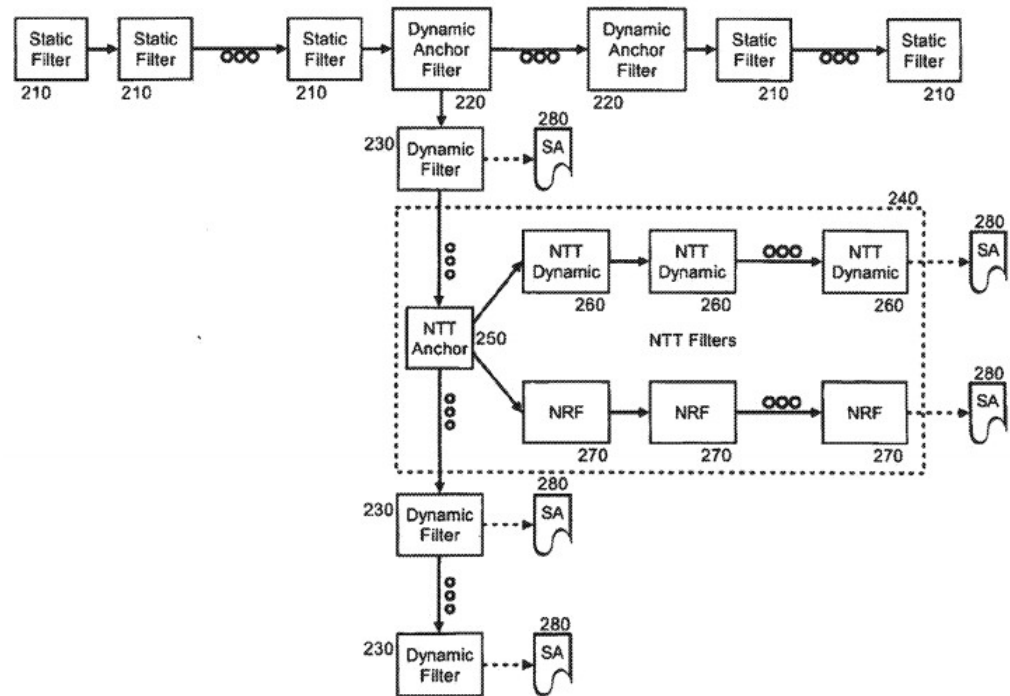 Static
Filter
210
Static
Filter
210
Static
Filter
210
Dynamic
Anchor
Filter
220
Dynamic
Anchor
Filter
220
Static
Filter
210
Static
Filter
210
230
Dynamic
Filter
280
SA
240
NTT
Anchor
250
NTT
Dynamic
260
NTT
Dynamic
260
NTT
Dynamic
260
280
SA
NTT Filters
NRF
270
NRF
270
NRF
270
280
SA
230
Dynamic
Filter
280
SA
230
Dynamic
Filter
280
SA